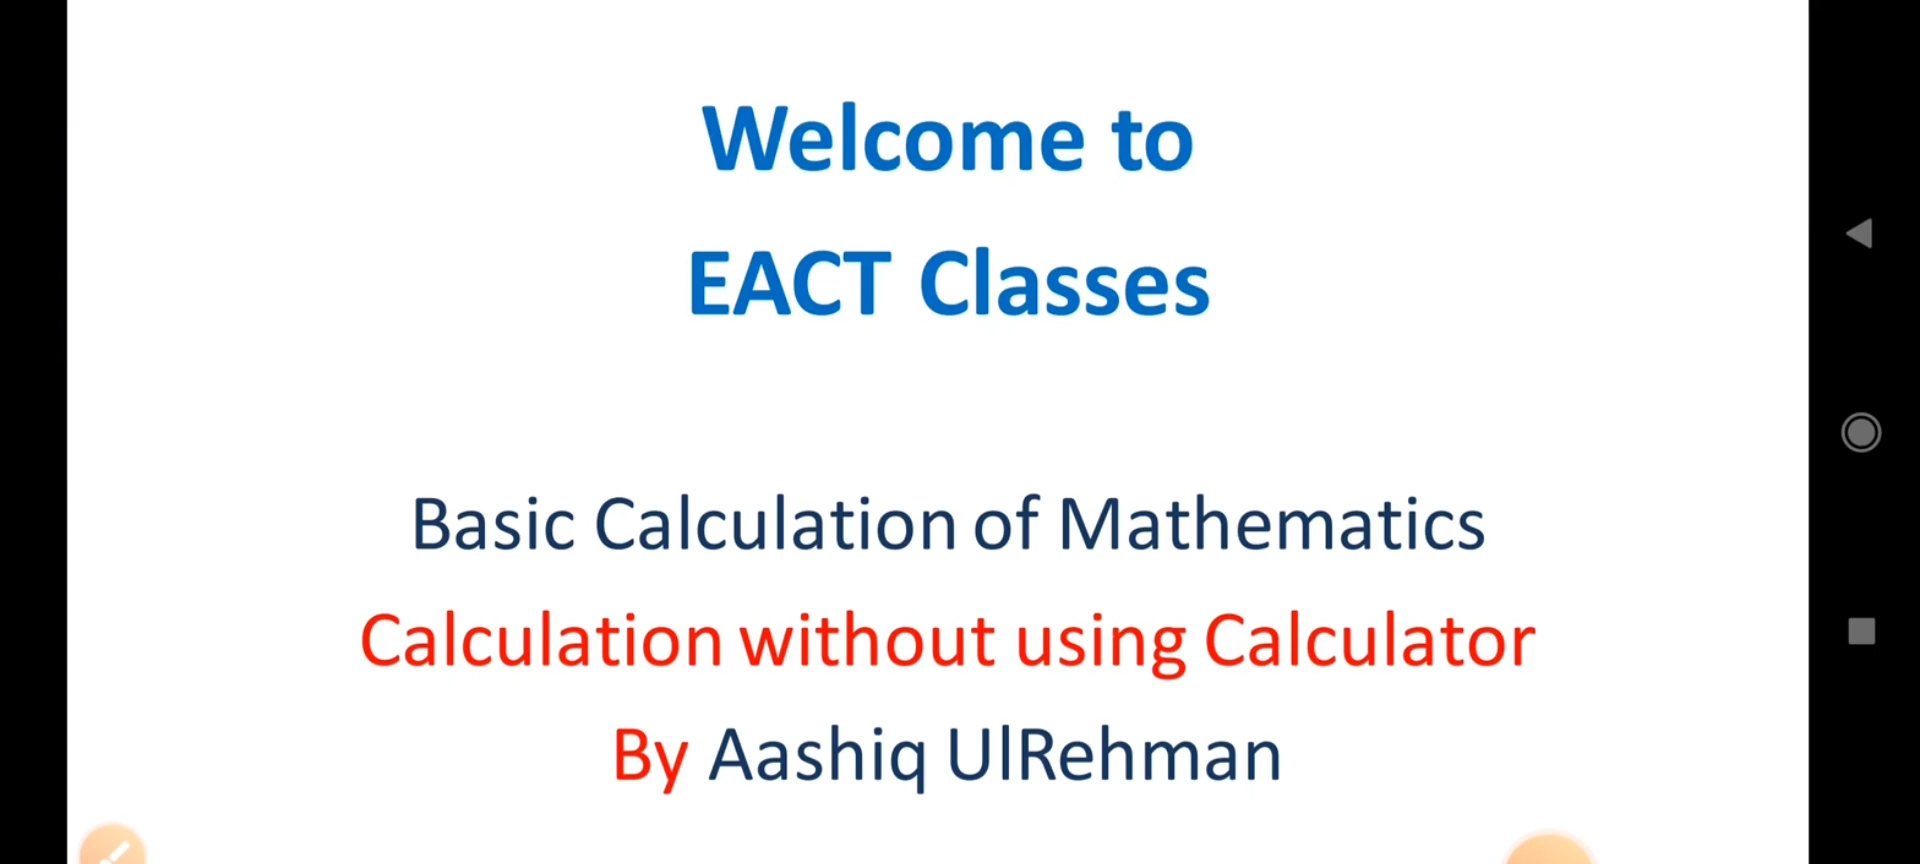 Welcome to
EACT Classes
Basic Calculation of Mathematics
Calculation without using Calculator
By Aashiq UlRehman